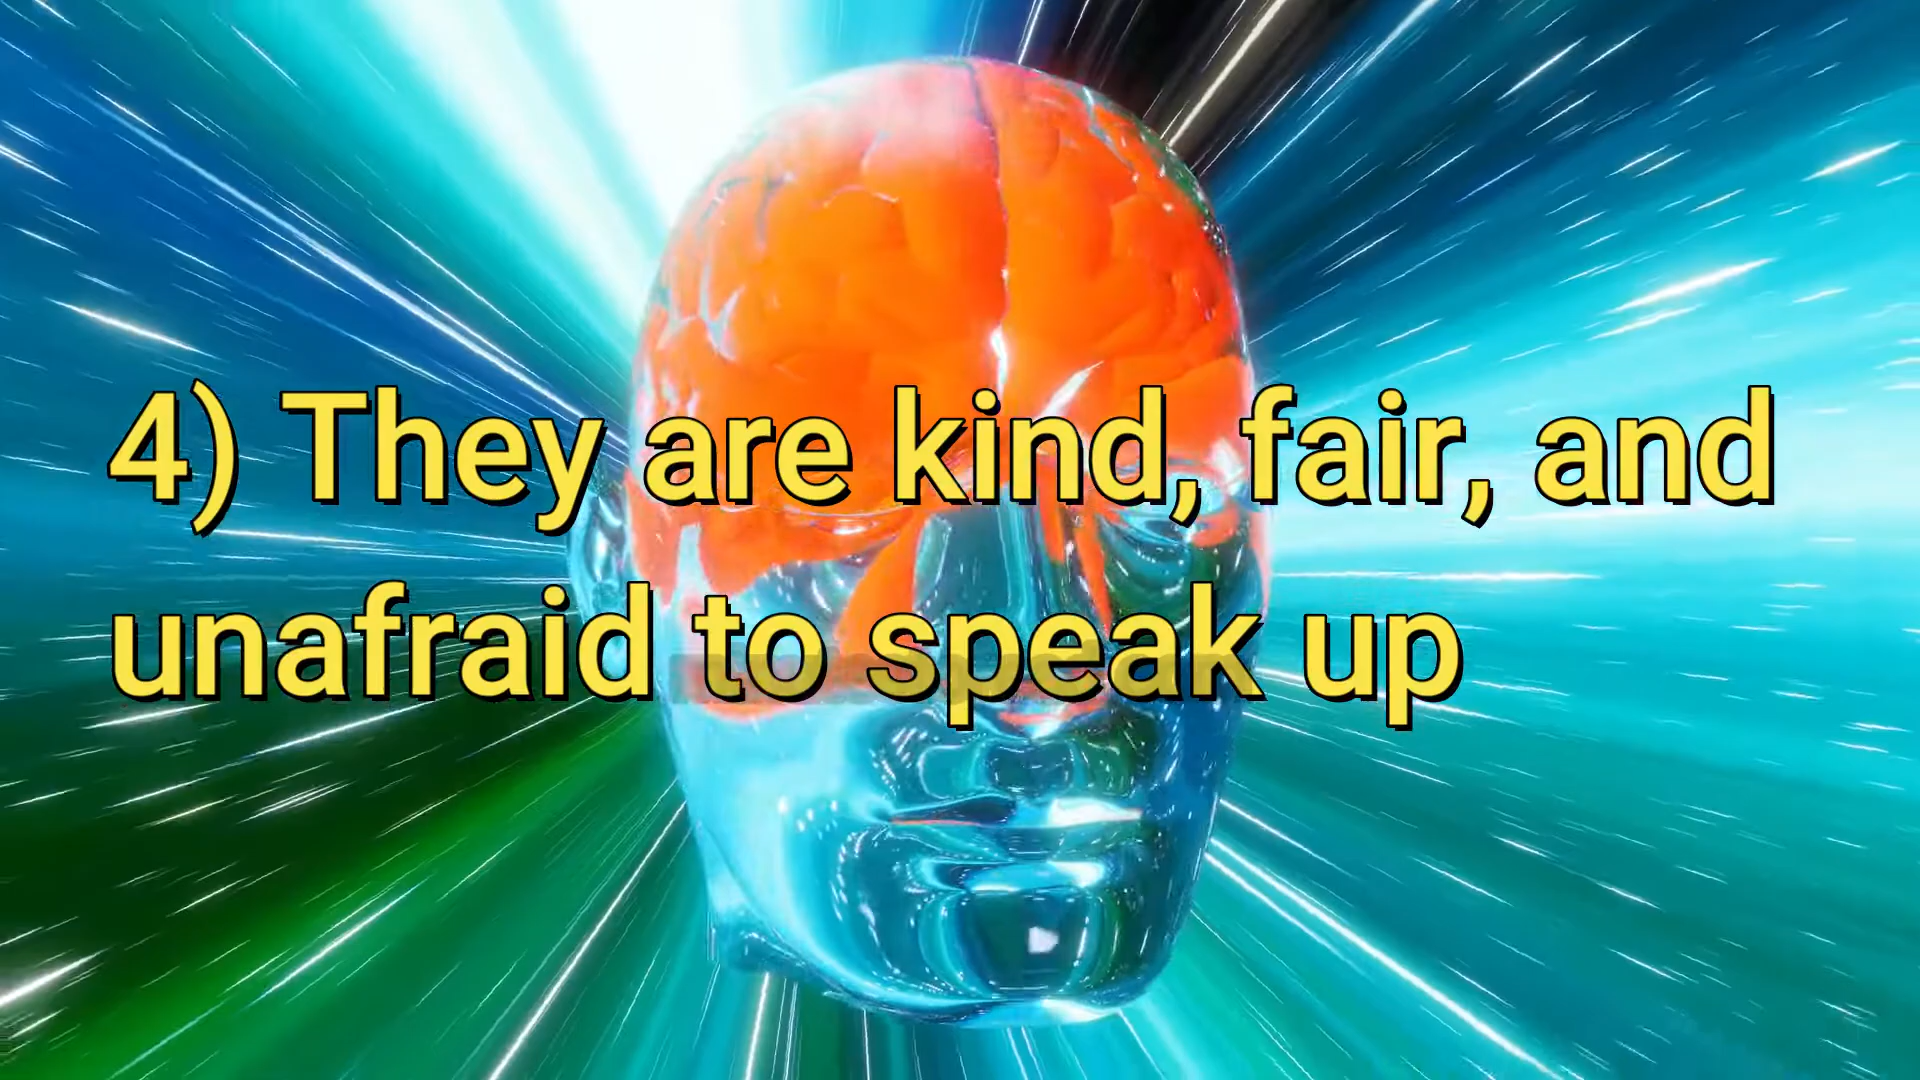 4) They are kind, fair, and
unafraid to speak up